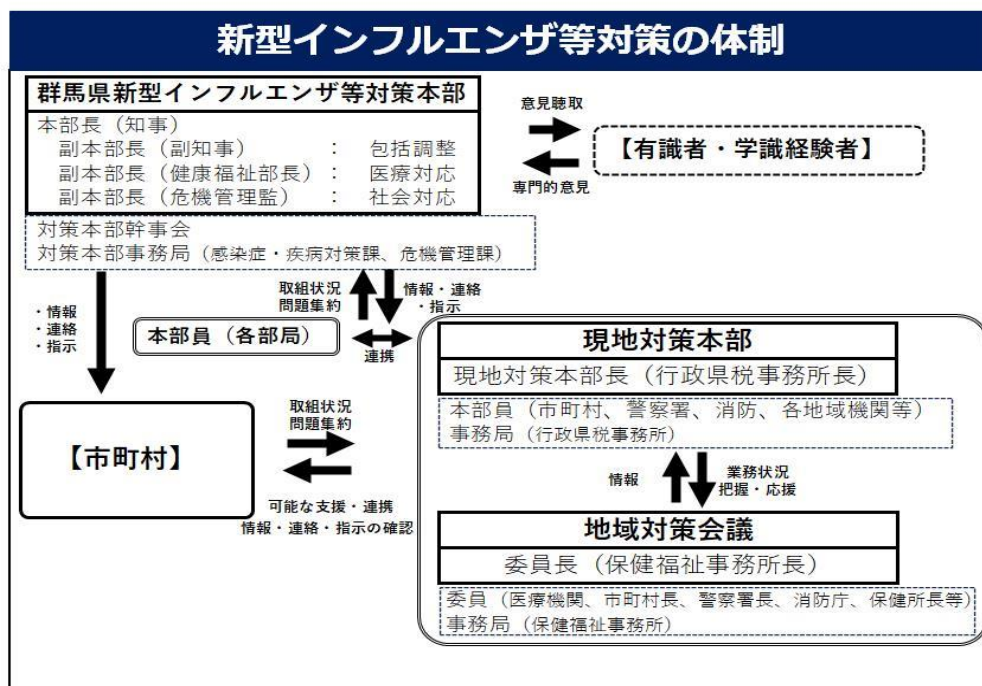 新型インフルエンザ等対策の体制
群馬県新型インフルエンザ等対策本部
本部長（知事）
副本部長（副知事）　：　包括調整
副本部長（健康福祉部長）：　医療対応
副本部長（危機管理監）　：　社会対応
対策本部幹事会
対策本部事務局（感染症・疾病対策課、危機管理課）
意見聴取
専門的意見
【有識者・学識経験者】
・情報
・連絡
・指示
取組状況
問題集約
情報・連絡
・指示
本部員（各部局）
連携
現地対策本部
現地対策本部長（行政県税事務所長）
本部員（市町村、警察署、消防、各地域機関等）
事務局（行政県税事務所）
【市町村】
取組状況
問題集約
可能な支援・連携
情報・連絡・指示の確認
情報
業務状況
把握・応援
地域対策会議
委員長（保健福祉事務所長）
委員（医療機関、市町村長、警察署長、消防庁、保健所長等）
事務局（保健福祉事務所）